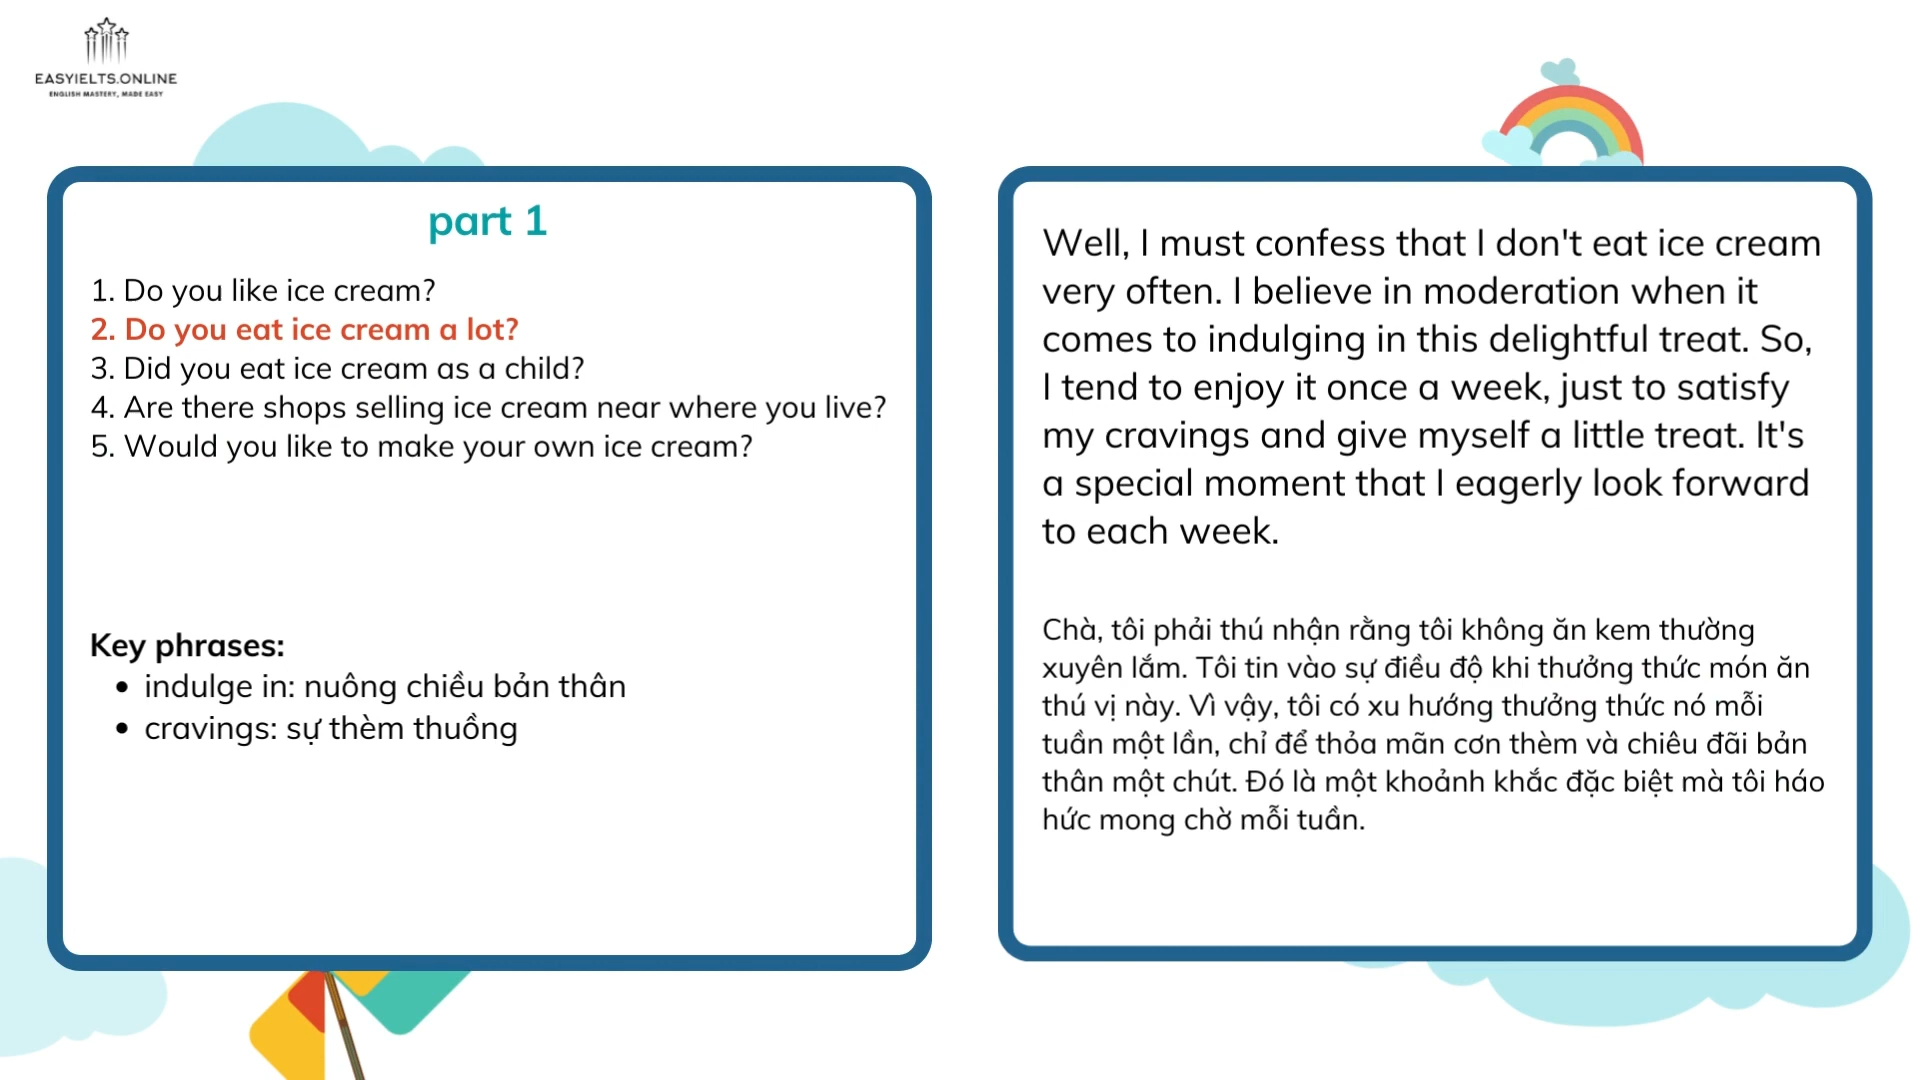 EASYIELTS.ONLINE
ENGLISH MASTERY, MADE EASY
part 1
1. Do you like ice cream?
2. Do you eat ice cream a lot?
3. Did you eat ice cream as a child?
4. Are there shops selling ice cream near where you live?
5. Would you like to make your own ice cream?
Key phrases:
• indulge in: nuông chiều bản thân
• cravings: sự thèm thuồng
Well, I must confess that I don't eat ice cream
very often. I believe in moderation when it
comes to indulging in this delightful treat. So,
I tend to enjoy it once a week, just to satisfy
my cravings and give myself a little treat. It's
a special moment that I eagerly look forward
to each week.
Chà, tôi phải thú nhận rằng tôi không ăn kem thường
xuyên lắm. Tôi tin vào sự điều độ khi thưởng thức món ăn
thú vị này. Vì vậy, tôi có xu hướng thưởng thức nó mỗi
tuần một lần, chỉ để thỏa mãn cơn thèm và chiêu đãi bản
thân một chút. Đó là một khoảnh khắc đặc biệt mà tôi háo
hức mong chờ mỗi tuần.